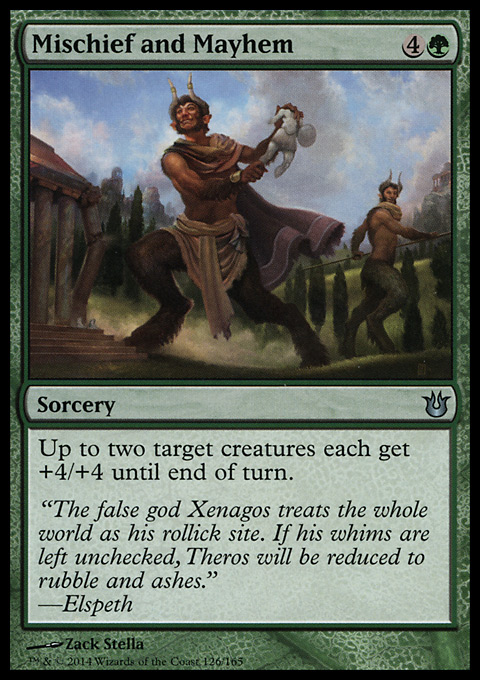 Mischief and Mayhem 4
Sorcery
Up to two target creatures each get
+4/+4 until end of turn.
“The false god Xenagos treats the whole
world as his rollick site. If his whims are
left unchecked, Theros will be reduced to
rubble and ashes.”
—Elspeth
Zack Stella
™ & © 2014 Wizards of the Coast 126/165